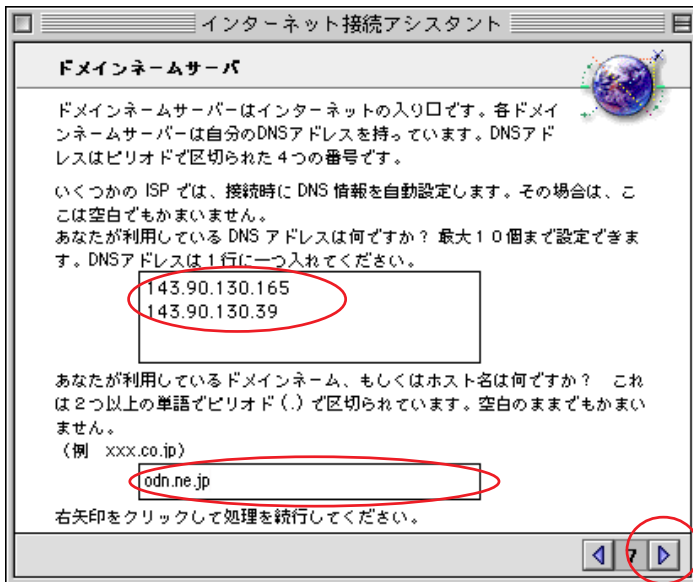 インターネット接続アシスタント
ドメインネームサーバ
ドメインネームサーバーはインターネットの入り口です。各ドメイ
ンネームサーバーは自分のDNSアドレスを持っています。DNSアド
レスはピリオドで区切られた４つの番号です。
いくつかの ISP では、接続時に DNS 情報を自動設定します。その場合は、こ
こは空白でもかまいません。
あなたが利用している DNS アドレスは何ですか？ 最大１０個まで設定できま
す。DNSアドレスは１行に一つ入れてください。
143.90.130.165
143.90.130.39
あなたが利用しているドメインネーム、もしくはホスト名は何ですか？　これ
は２つ以上の単語でピリオド（.）で区切られています。空白のままでもかまい
ません。
（例　xxx.co.jp）
odn.ne.jp
右矢印をクリックして処理を続行してください。
7